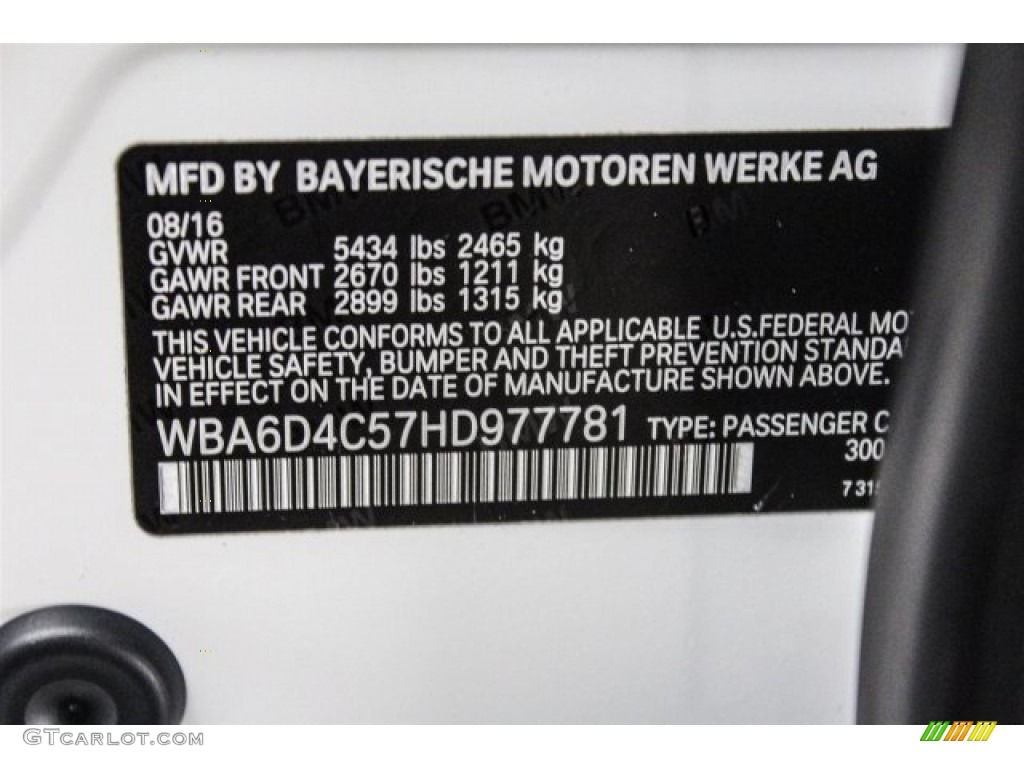 MFD BY BAYERISCHE MOTOREN WERKE AG
08/16
GVWR 5434 lbs 2465 kg
GAWR FRONT 2670 lbs 1211 kg
GAWR REAR 2899 lbs 1315 kg
THIS VEHICLE CONFORMS TO ALL APPLICABLE U.S.FEDERAL MO
VEHICLE SAFETY, BUMPER AND THEFT PREVENTION STANDA
IN EFFECT ON THE DATE OF MANUFACTURE SHOWN ABOVE.
WBA6D4C57HD977781 TYPE: PASSENGER C
300
7 315
GTCARLOT.COM